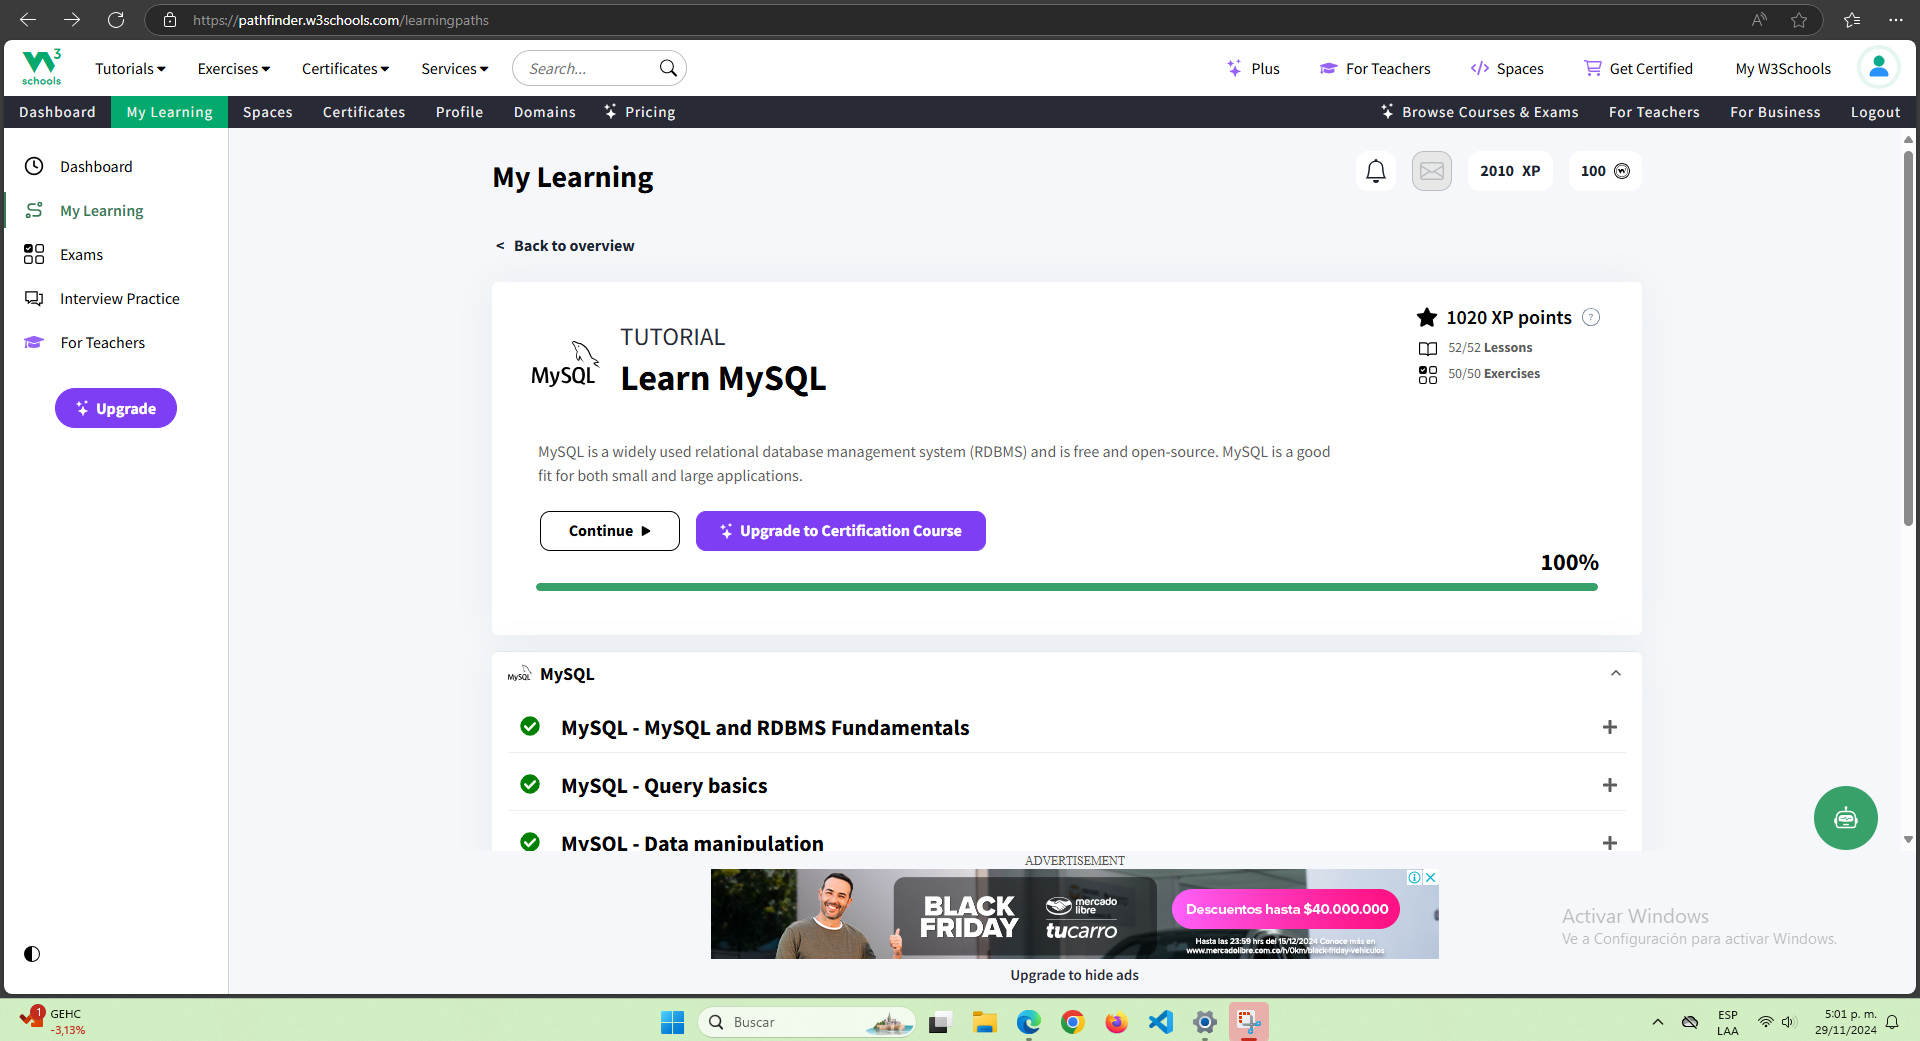 https://pathfinder.w3schools.com/learningpaths
W3 schools
Tutorials Exercises Certificates Services Search... Plus For Teachers Spaces Get Certified My W3Schools
Dashboard My Learning Spaces Certificates Profile Domains Pricing Browse Courses & Exams For Teachers For Business Logout
Dashboard
My Learning
Exams
Interview Practice
For Teachers
Upgrade
My Learning
2010 XP
100
< Back to overview
MySQL
TUTORIAL
Learn MySQL
1020 XP points ?
52/52 Lessons
50/50 Exercises
MySQL is a widely used relational database management system (RDBMS) and is free and open-source. MySQL is a good
fit for both small and large applications.
Continue
Upgrade to Certification Course
100%
MySQL MySQL
MySQL - MySQL and RDBMS Fundamentals
MySQL - Query basics
MySQL - Data manipulation
ADVERTISEMENT
BLACK
FRIDAY
mercado
libre
tucarro
Descuentos hasta $40.000.000
Hasta las 23:59 hrs del 15/12/2024 Conoce más en
www.mercadolibre.com.co/h/0km/black-friday-vehiculos
Upgrade to hide ads
Activar Windows
Ve a Configuración para activar Windows.
1
GEHC
-3,13%
Buscar
ESP
LAA
5:01 p. m.
29/11/2024